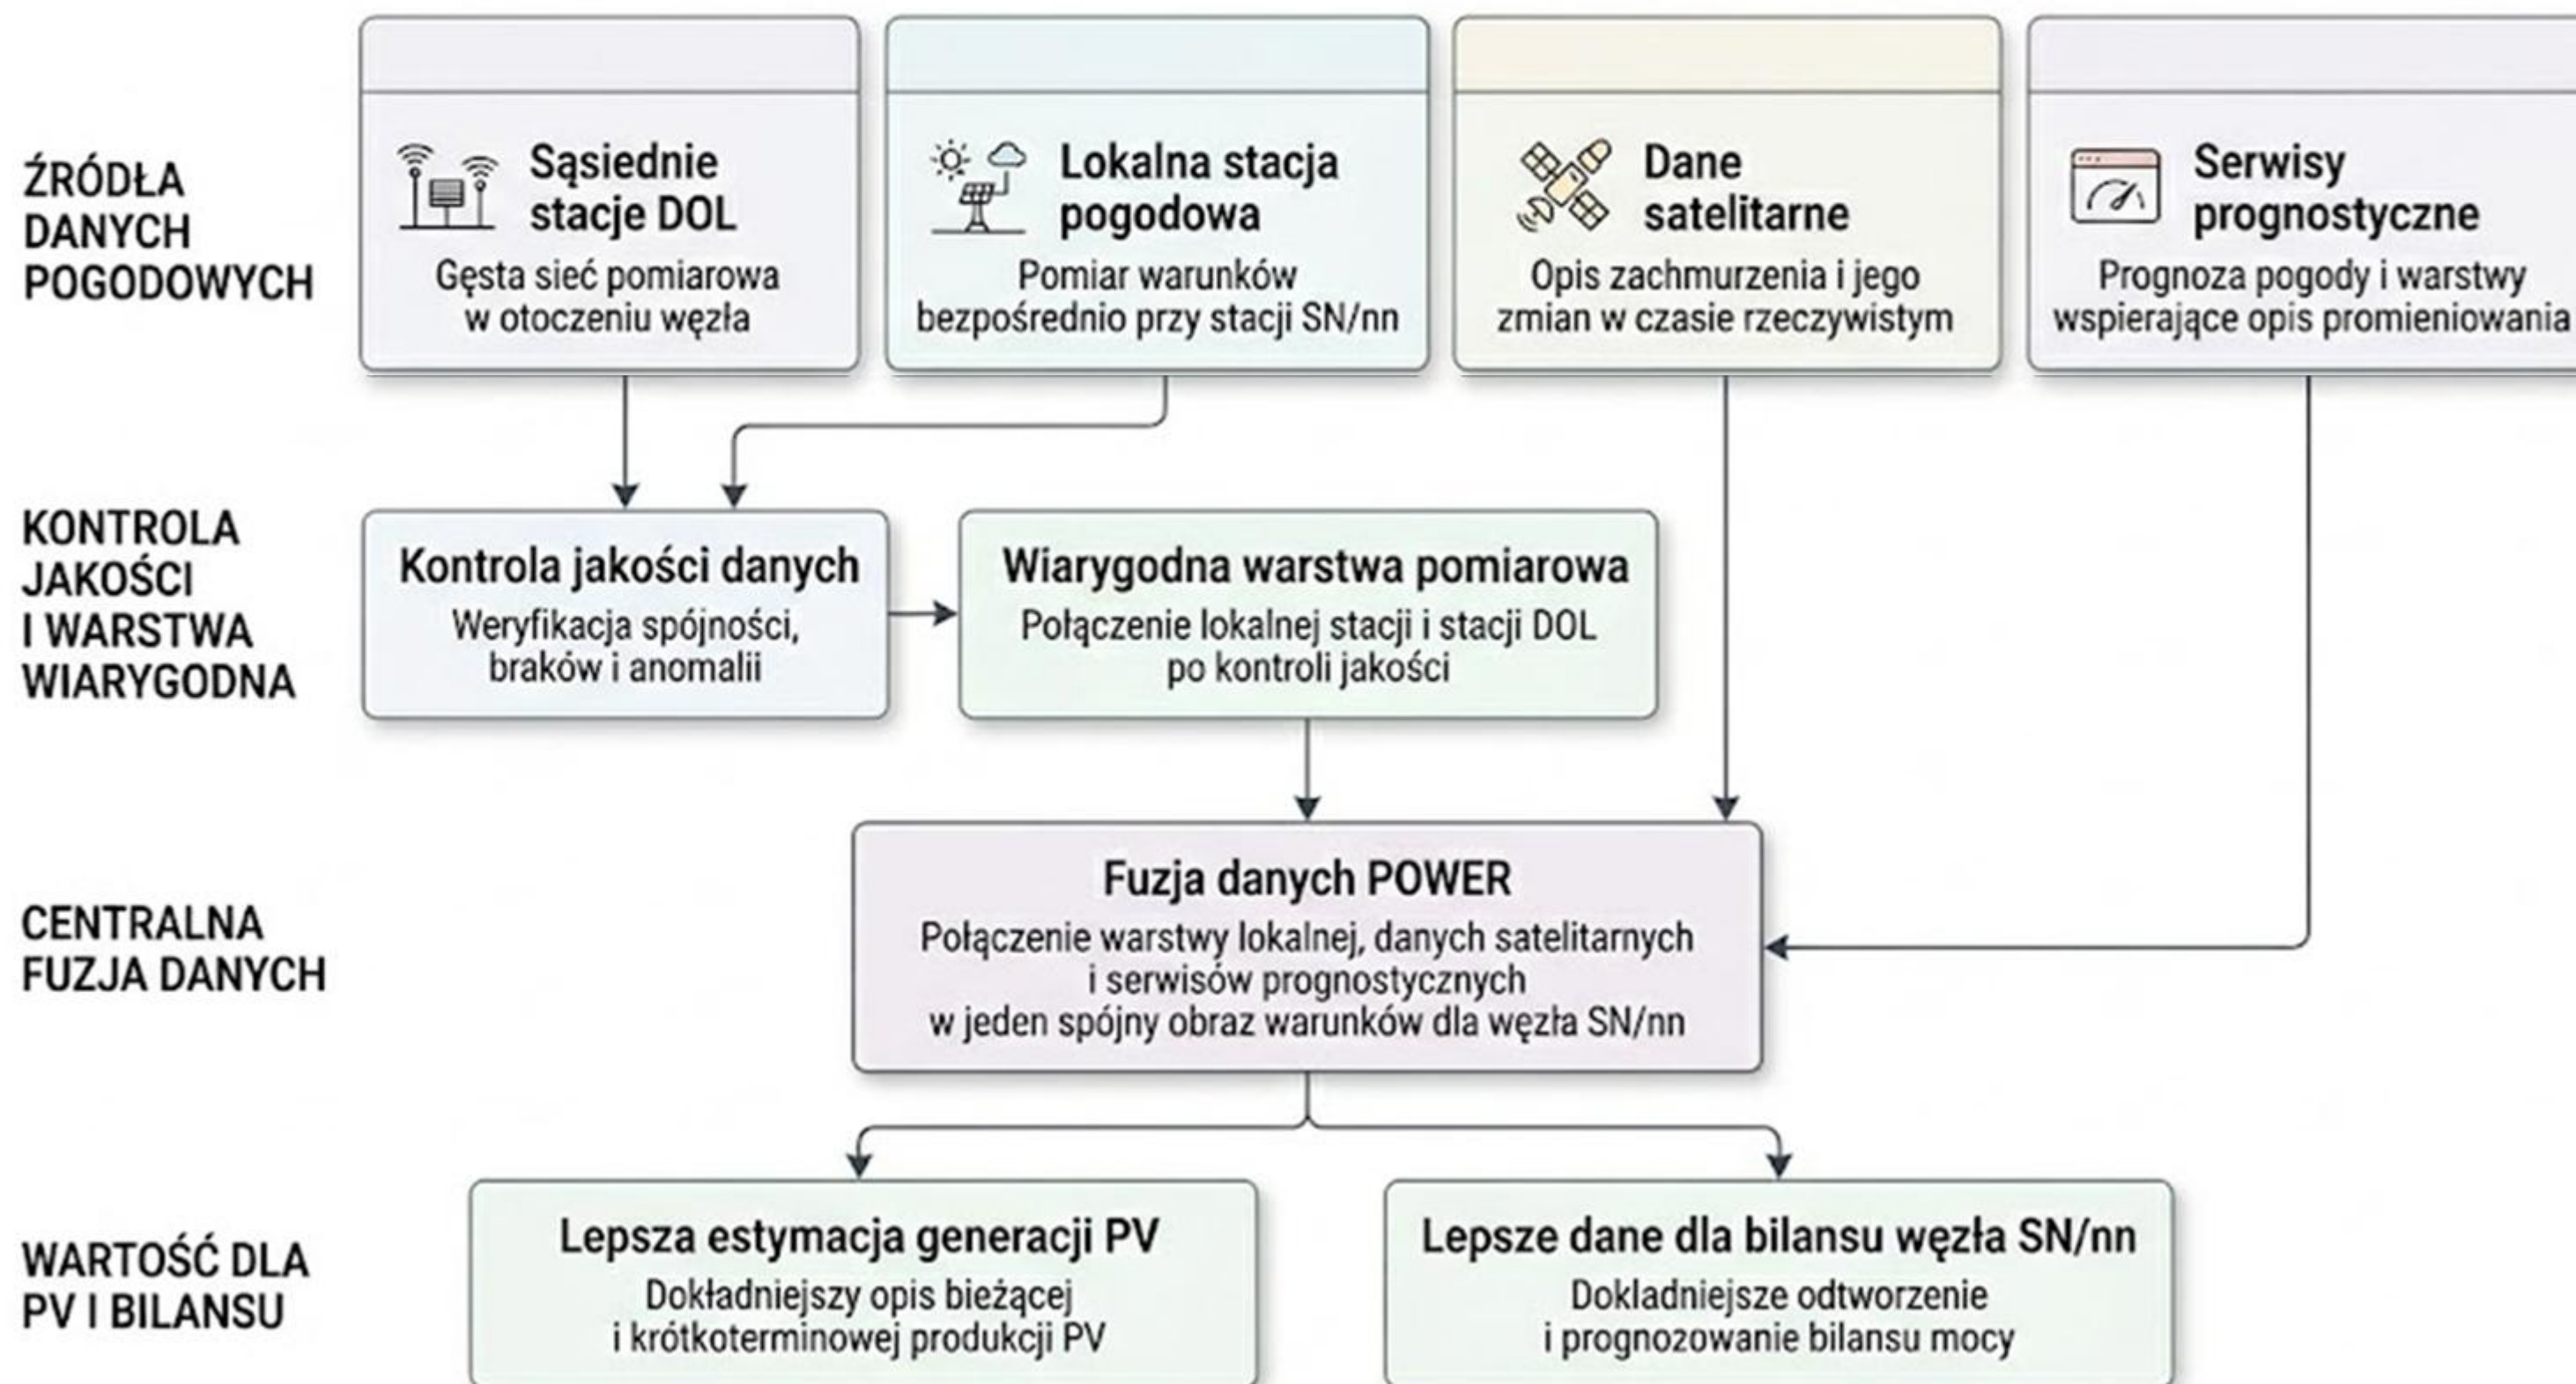 ŹRÓDŁA
DANYCH
POGODOWYCH
Sąsiednie
stacje DOL
Gęsta sieć pomiarowa
w otoczeniu węzła
Lokalna stacja
pogodowa
Pomiar warunków
bezpośrednio przy stacji SN/nn
Dane
satelitarne
Opis zachmurzenia i jego
zmian w czasie rzeczywistym
Serwisy
prognostyczne
Prognoza pogody i warstwy
wspierające opis promieniowania
KONTROLA
JAKOŚCI
I WARSTWA
WIARYGODNA
Kontrola jakości danych
Weryfikacja spójności,
braków i anomalii
Wiarygodna warstwa pomiarowa
Połączenie lokalnej stacji i stacji DOL
po kontroli jakości
CENTRALNA
FUZJA DANYCH
Fuzja danych POWER
Połączenie warstwy lokalnej, danych satelitarnych
i serwisów prognostycznych
w jeden spójny obraz warunków dla węzła SN/nn
WARTOŚĆ DLA
PV I BILANSU
Lepsza estymacja generacji PV
Dokładniejszy opis bieżącej
i krótkoterminowej produkcji PV
Lepsze dane dla bilansu węzła SN/nn
Dokladniejsze odtworzenie
i prognozowanie bilansu mocy